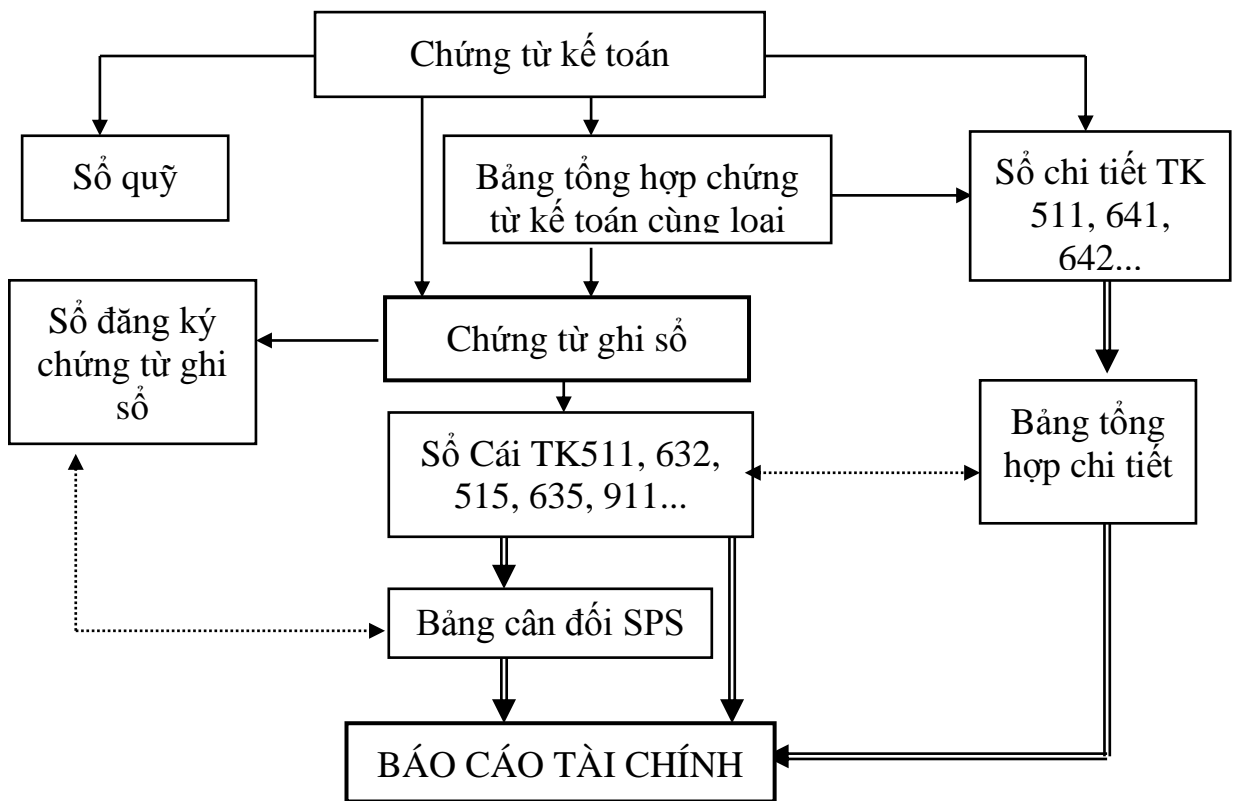 Chứng từ kế toán
Sổ quỹ
Bảng tổng hợp chứng
từ kế toán cùng loại
Sổ chi tiết TK
511, 641,
642...
Sổ đăng ký
chứng từ ghi
sổ
Chứng từ ghi sổ
Sổ Cái TK511, 632,
515, 635, 911...
Bảng tổng
hợp chi tiết
Bảng cân đối SPS
BÁO CÁO TÀI CHÍNH